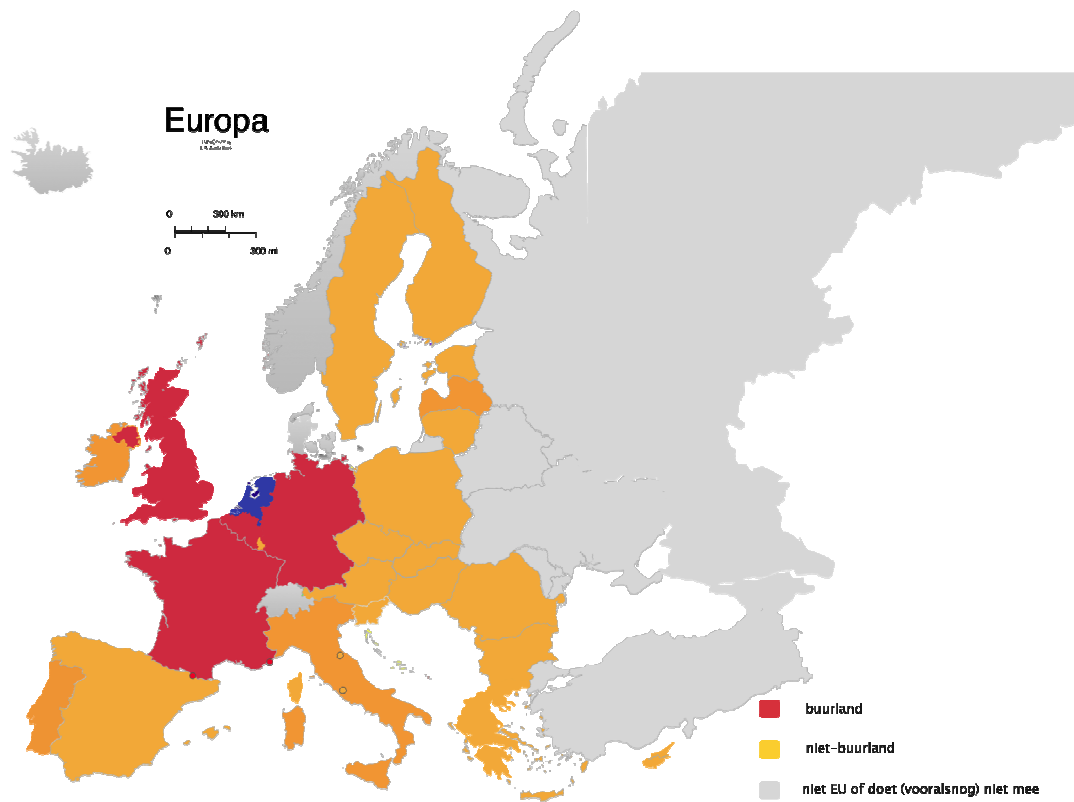 Europa
0 300 km
0 300 mi
buurland
niet-buurland
niet EU of doet (vooralsnog) niet mee